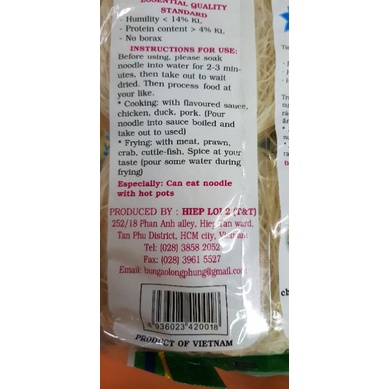 ESSENTIAL QUALITY
STANDARD
- Humidity < 14% KL
- Protein content > 4% KL
- No borax
INSTRUCTIONS FOR USE:
Before using, please soak
noodle into water for 2-3 min-
utes, then take out to wait
dried. Then process food at
your like.
* Cooking: with flavoured sauce,
chicken, duck, pork. (Pour
noodle into sauce boiled and
take out to used)
* Frying: with meat, prawn,
crab, cuttle-fish, Spice at your
taste (pour some water during
frying)
Especially: Can eat noodle
with hot pots
PRODUCED BY : HIEP LOI 2 (T&T)
252/18 Phan Anh alley, Hiep Tan ward,
Tan Phu District, HCM city, Vietnam
Tel: (028) 3858 2052
Fax: (028) 3961 5527
Email: bungaolongphung@gmail.com
8 936023 420018
PRODUCT OF VIETNAM